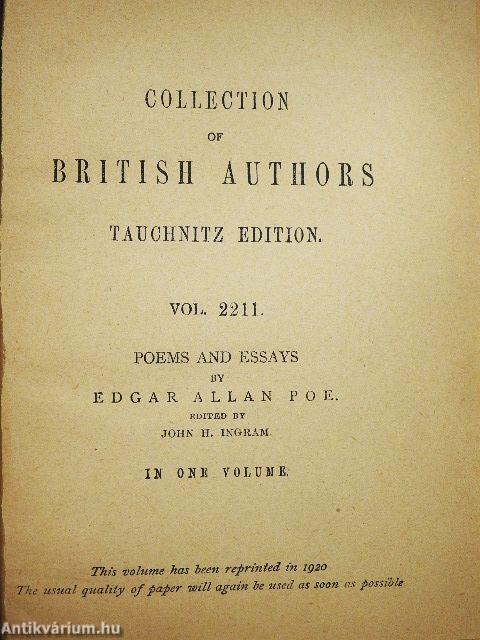 COLLECTION
OF
BRITISH AUTHORS
TAUCHNITZ EDITION.
VOL. 2211.
POEMS AND ESSAYS
BY
EDGAR ALLAN POE.
EDITED BY
JOHN H. INGRAM.
IN ONE VOLUME.
This volume has been reprinted in 1920
The usual quality of paper will again be used as soon as possible
Antikvárium.hu